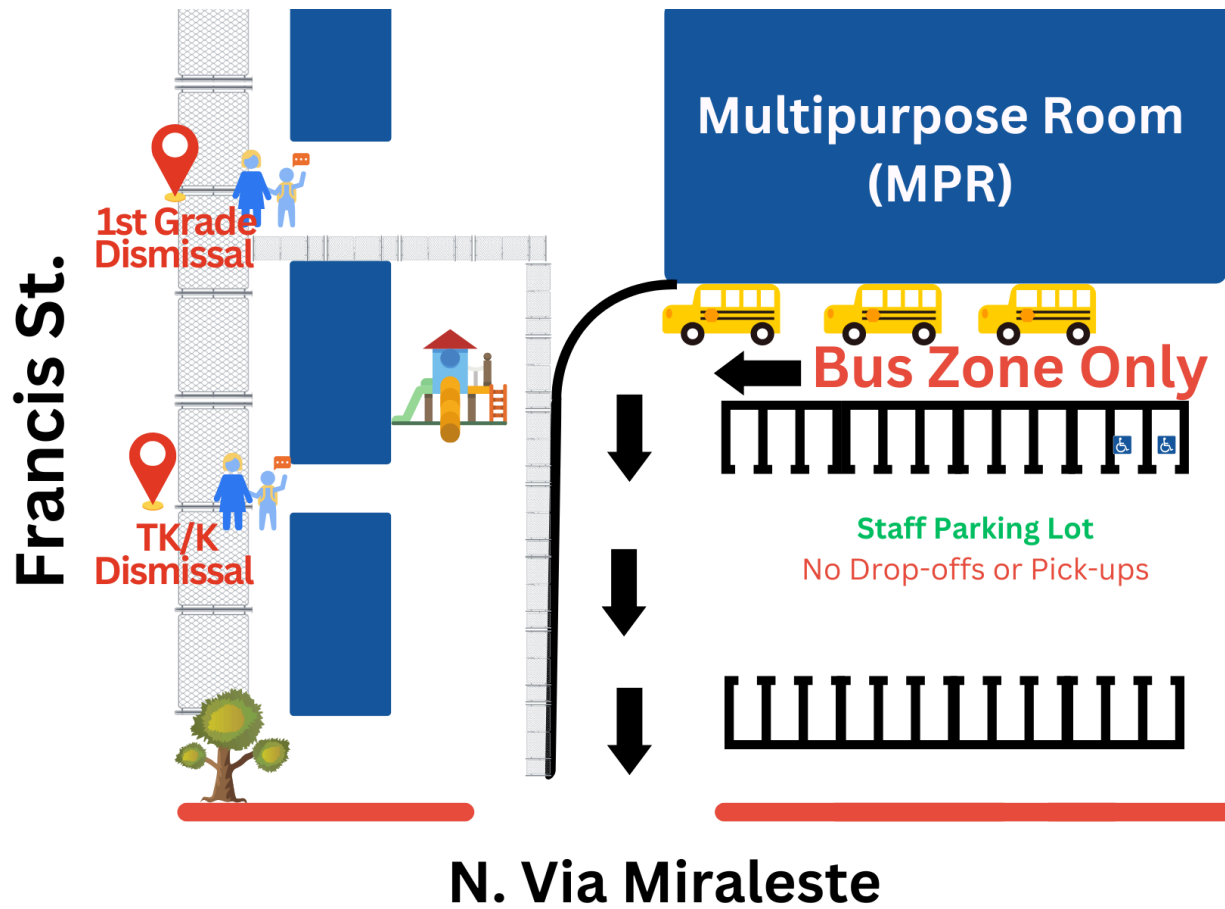 Multipurpose Room
(MPR)
1st Grade
Dismissal
Francis St.
Bus Zone Only
TK/K
Dismissal
Staff Parking Lot
No Drop-offs or Pick-ups
N. Via Miraleste